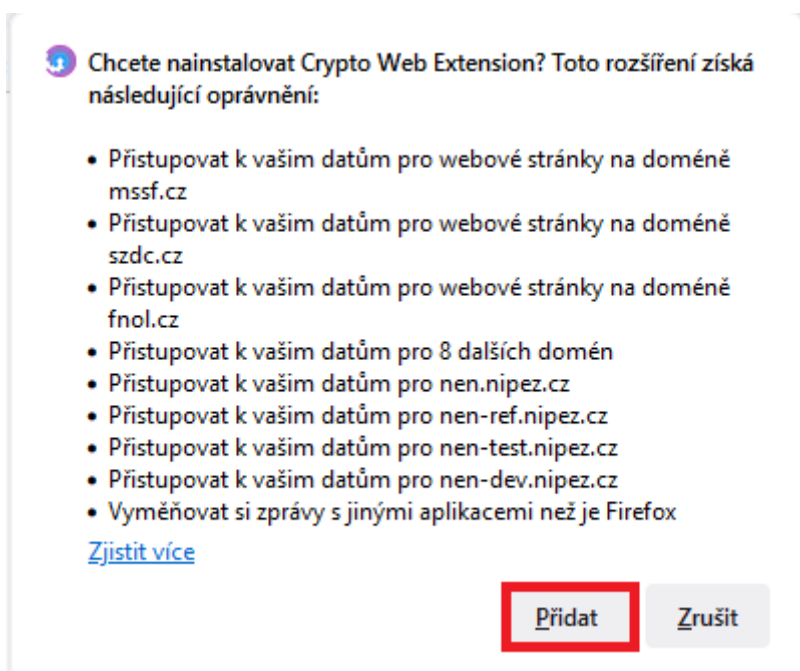 Chcete nainstalovat Crypto Web Extension? Toto rozšíření získá
následující oprávnění:
• Přistupovat k vašim datům pro webové stránky na doméně
mssf.cz
• Přistupovat k vašim datům pro webové stránky na doméně
szdc.cz
• Přistupovat k vašim datům pro webové stránky na doméně
fnol.cz
• Přistupovat k vašim datům pro 8 dalších domén
• Přistupovat k vašim datům pro nen.nipez.cz
• Přistupovat k vašim datům pro nen-ref.nipez.cz
• Přistupovat k vašim datům pro nen-test.nipez.cz
• Přistupovat k vašim datům pro nen-dev.nipez.cz
• Vyměňovat si zprávy s jinými aplikacemi než je Firefox
Zjistit více
Přidat Zrušit